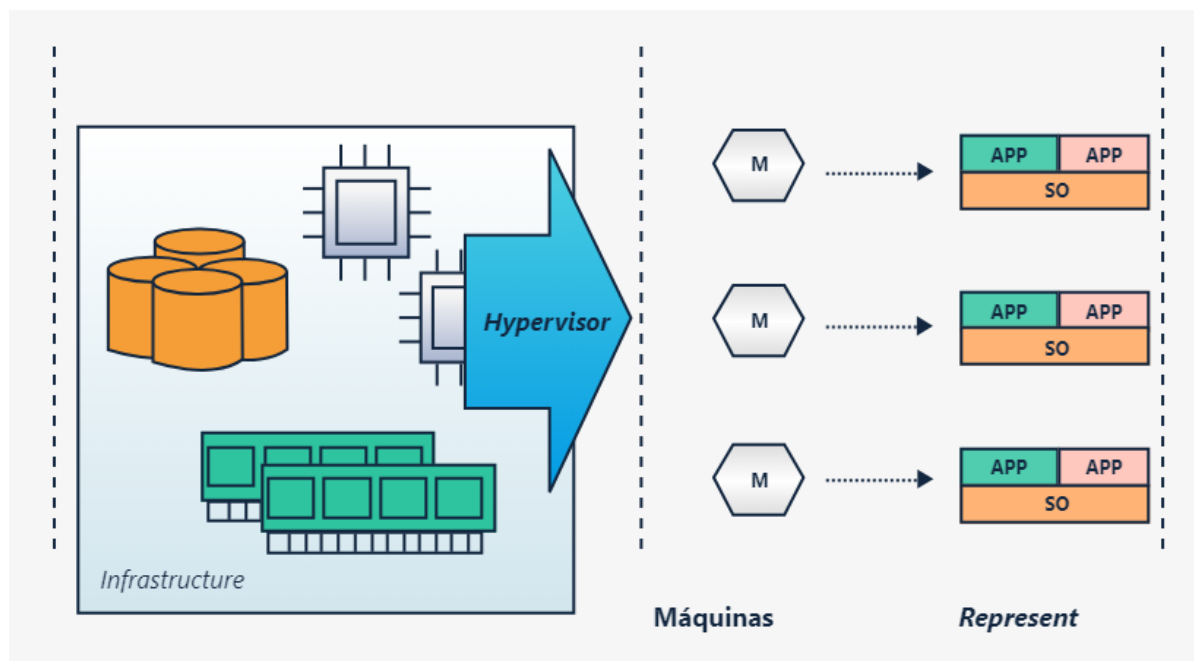 M
APP APP
SO
Hypervisor
M
APP APP
SO
M
APP APP
SO
Infrastructure
Máquinas
Represent